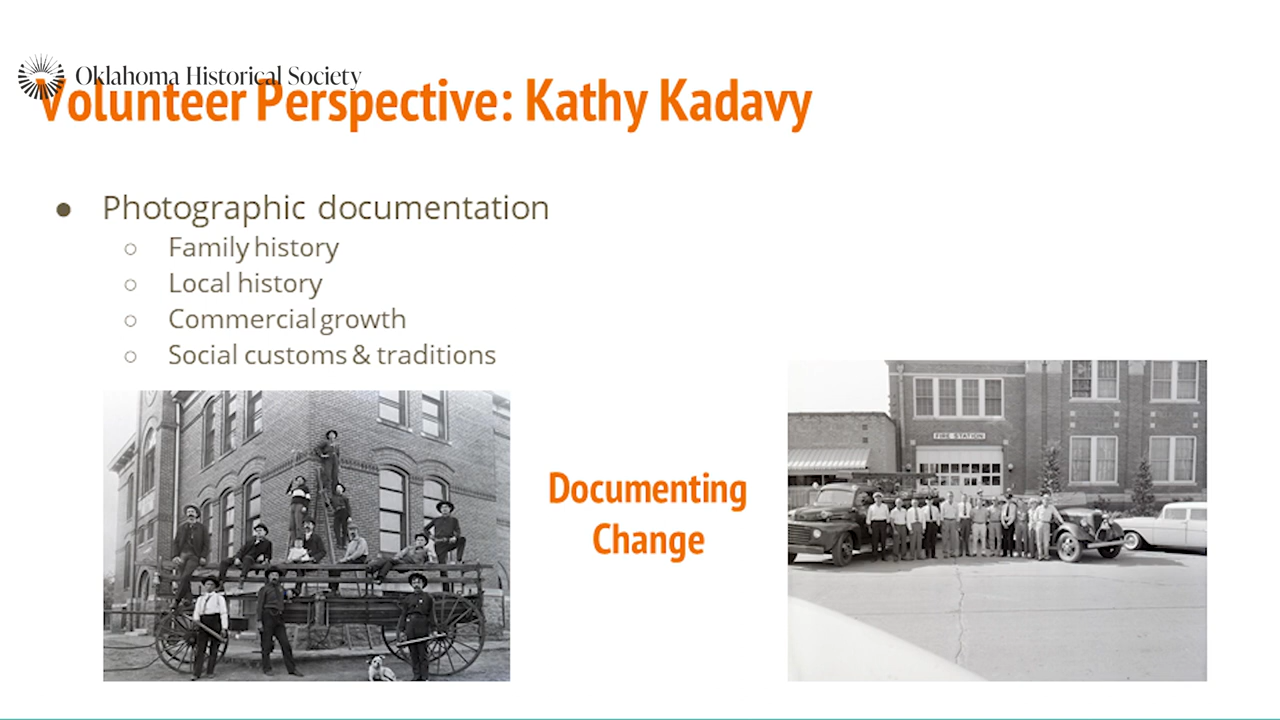 Oklahoma Historical Society
Volunteer Perspective: Kathy Kadavy
● Photographic documentation
○ Family history
○ Local history
○ Commercial growth
○ Social customs & traditions
Documenting
Change
FIRE STATION